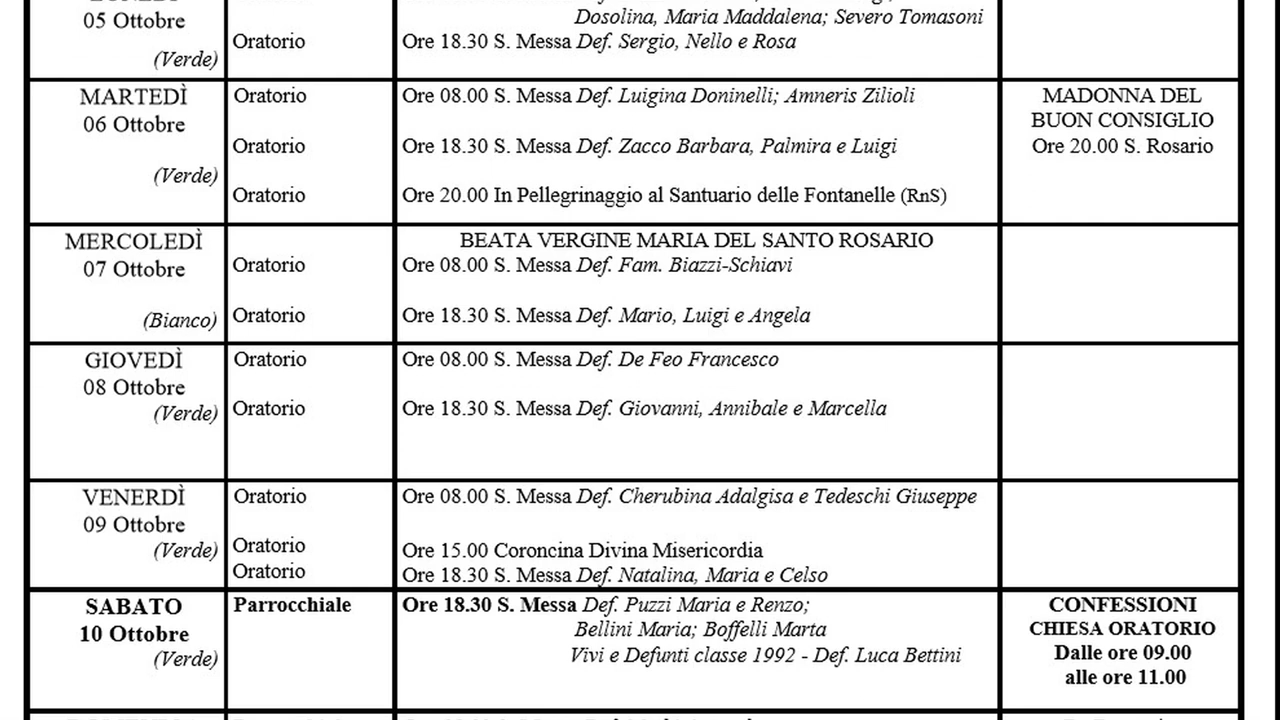 05 Ottobre
(Verde)
Dosolina, Maria Maddalena; Severo Tomasoni
Oratorio
Ore 18.30 S. Messa Def. Sergio, Nello e Rosa
MARTEDÌ
06 Ottobre
(Verde)
Oratorio
Ore 08.00 S. Messa Def. Luigina Doninelli; Amneris Zilioli
Oratorio
Ore 18.30 S. Messa Def. Zacco Barbara, Palmira e Luigi
Oratorio
Ore 20.00 In Pellegrinaggio al Santuario delle Fontanelle (RnS)
MADONNA DEL
BUON CONSIGLIO
Ore 20.00 S. Rosario
MERCOLEDÌ
07 Ottobre
(Bianco)
BEATA VERGINE MARIA DEL SANTO ROSARIO
Oratorio
Ore 08.00 S. Messa Def. Fam. Biazzi-Schiavi
Oratorio
Ore 18.30 S. Messa Def. Mario, Luigi e Angela
GIOVEDÌ
08 Ottobre
(Verde)
Oratorio
Ore 08.00 S. Messa Def. De Feo Francesco
Oratorio
Ore 18.30 S. Messa Def. Giovanni, Annibale e Marcella
VENERDÌ
09 Ottobre
(Verde)
Oratorio
Ore 08.00 S. Messa Def. Cherubina Adalgisa e Tedeschi Giuseppe
Oratorio
Ore 15.00 Coroncina Divina Misericordia
Oratorio
Ore 18.30 S. Messa Def. Natalina, Maria e Celso
SABATO
10 Ottobre
(Verde)
Parrocchiale
Ore 18.30 S. Messa Def. Puzzi Maria e Renzo;
Bellini Maria; Boffelli Marta
Vivi e Defunti classe 1992 - Def. Luca Bettini
CONFESSIONI
CHIESA ORATORIO
Dalle ore 09.00
alle ore 11.00